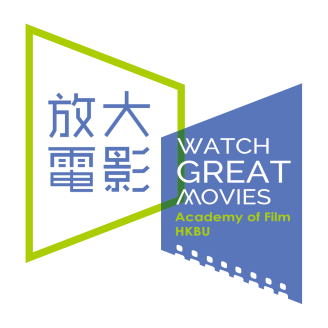 放大
電影
WATCH
GREAT
MOVIES
Academy of Film
HKBU